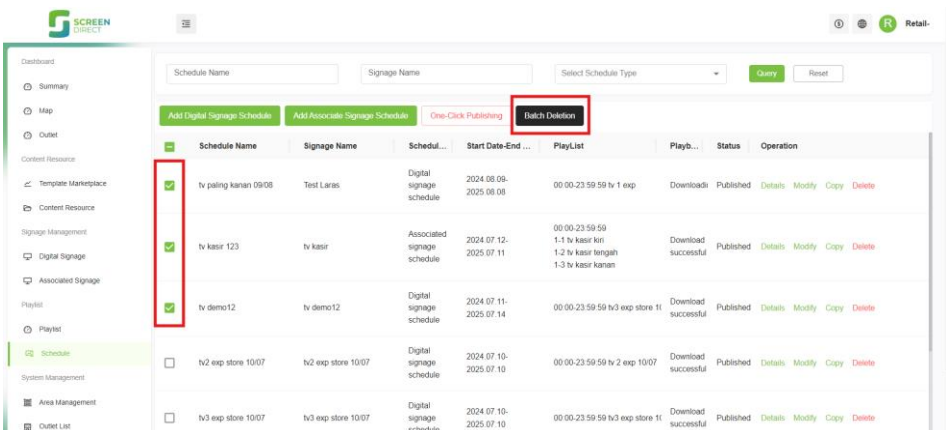 SCREEN
DIRECT
R Retail-
Dashboard
Summary
Map
Outlet
Content Resource
Template Marketplace
Content Resource
Signage Management
Digital Signage
Associated Signage
Playlist
Playlist
Schedule
System Management
Area Management
Outlet List
Schedule Name
Signage Name
Select Schedule Type
Query
Reset
Add Digital Signage Schedule
Add Associate Signage Schedule
One-Click Publishing
Batch Deletion
Schedule Name Signage Name Schedul... Start Date-End ... PlayList Playb... Status Operation
tv paling kanan 09/08
Test Laras
Digital
signage
schedule
2024.08.09-
2025.08.08
00:00-23:59:59 tv 1 exp
Downloadi
Published
Details Modify Copy Delete
tv kasir 123
tv kasir
Associated
signage
schedule
2024.07.12-
2025.07.11
00:00-23:59:59
1-1 tv kasir kiri
1-2 tv kasir tengah
1-3 tv kasir kanan
Download
successful
Published
Details Modify Copy Delete
tv demo12
tv demo12
Digital
signage
schedule
2024.07.11-
2025.07.14
00:00-23:59:59 tv3 exp store 10
Download
successful
Published
Details Modify Copy Delete
tv2 exp store 10/07
tv2 exp store 10/07
Digital
signage
schedule
2024.07.10-
2025.07.10
00:00-23:59:59 tv 2 exp 10/07
Download
successful
Published
Details Modify Copy Delete
tv3 exp store 10/07
tv3 exp store 10/07
Digital
signage
schedule
2024.07.10-
2025.07.10
00:00-23:59:59 tv3 exp store 10
Download
successful
Published
Details Modify Copy Delete